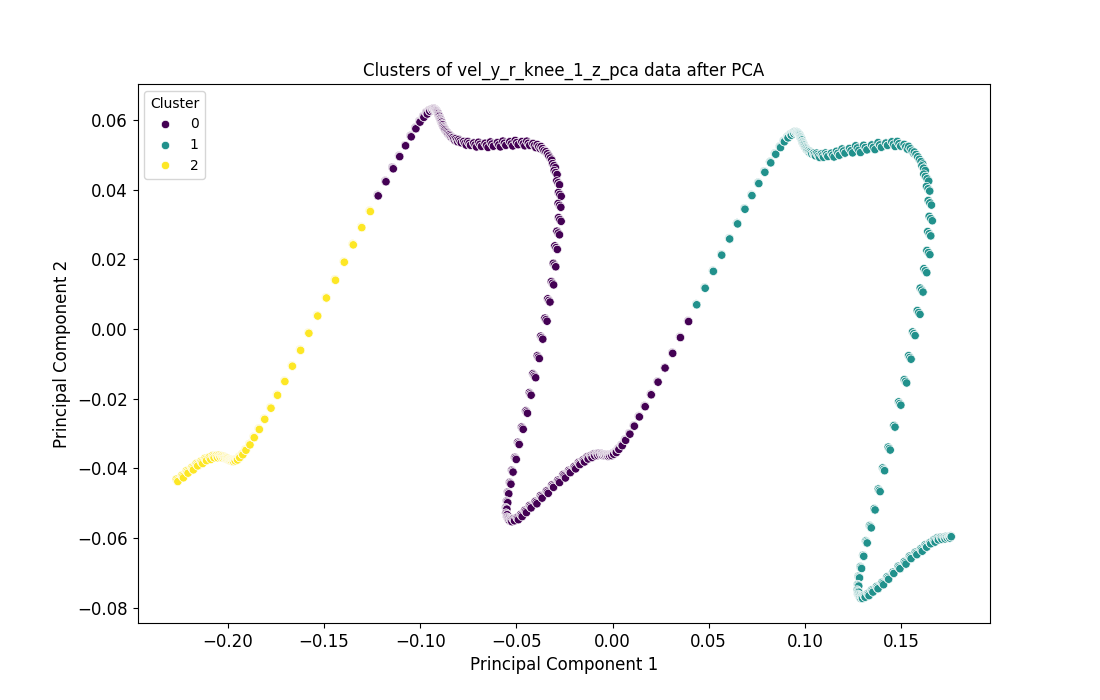 Clusters of vel_y_r_knee_1_z_pca data after PCA
Cluster
0
1
2
0.06
0.04
0.02
0.00
−0.02
−0.04
−0.06
−0.08
Principal Component 2
−0.20 −0.15 −0.10 −0.05 0.00 0.05 0.10 0.15
Principal Component 1